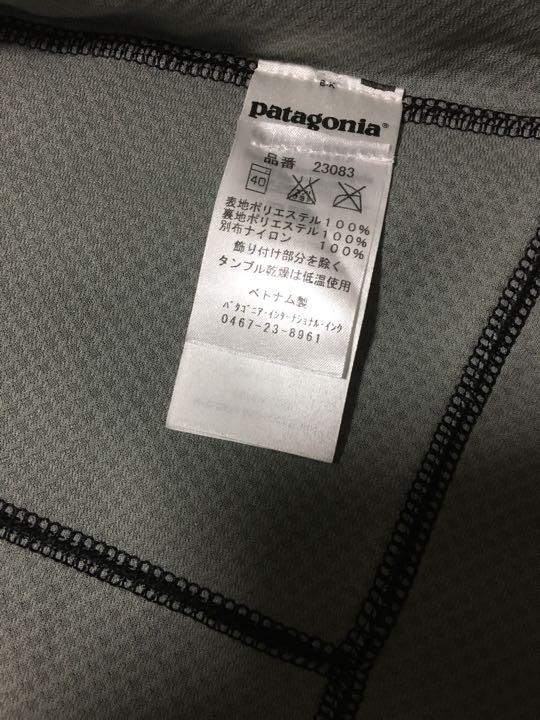 patagonia®
品番 23083
40
表地ポリエステル100%
裏地ポリエステル100%
別布ナイロン 100%
飾り付け部分を除く
タンブル乾燥は低温使用
ベトナム製
パタゴニア・インターナショナル・インク
0467-23-8961